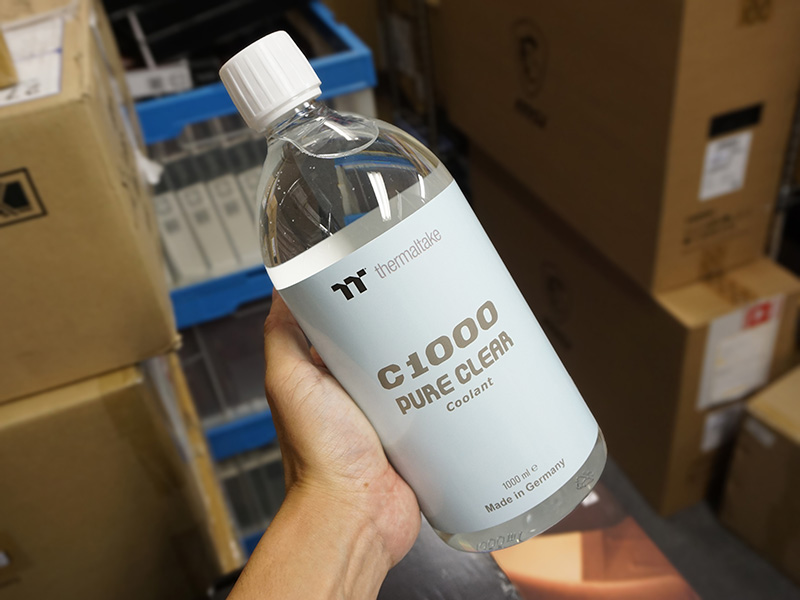 thermaltake
C1000
PURE CLEAR
Coolant
1000 ml ℮
Made in Germany